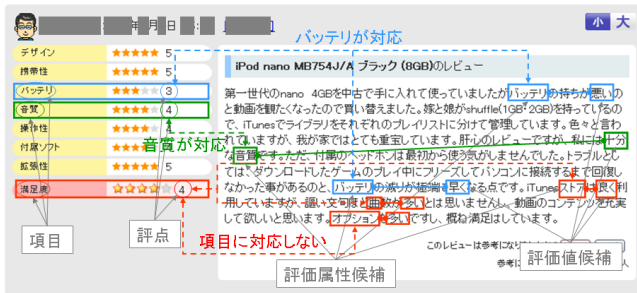 バッテリが対応
小 大
デザイン 5
携帯性 5
バッテリ 3
音質 4
操作性
付属ソフト
拡張性 5
満足度 4
音質が対応
項目
評点
項目に対応しない
iPod nano MB754J/A ブラック (8GB)のレビュー
第一世代のnano 4GBを中古で手に入れて使っていましたがバッテリの持ちが悪いの
と動画を観たくなったので買い替えました。嫁と娘がshuffle(1GB*2GB)を持っているの
で、iTunesでライブラリをそれぞれのプレイリストに分けて管理しています。色々と言わ
れていますが、我が家ではとても重宝しています。肝心のレビューですが、私には十分
な音質です。ただ、付属のヘッドホンは最初から使う気がしませんでした。トラブルとし
ては、ダウンロードしたゲームのプレイ中にフリーズしてパソコンに接続するまで回復し
なかった事があるのと、バッテリの減りが極端に早くなる点です。iTunesストアは良く利
用していますが、謳い文句ほど曲数が多いとは思いませんし、動画のコンテンツを充実
して欲しいと思います。オプションも多いですし、概ね満足はしています。
このレビューは参考になり
参考に
人
評価属性候補
評価値候補